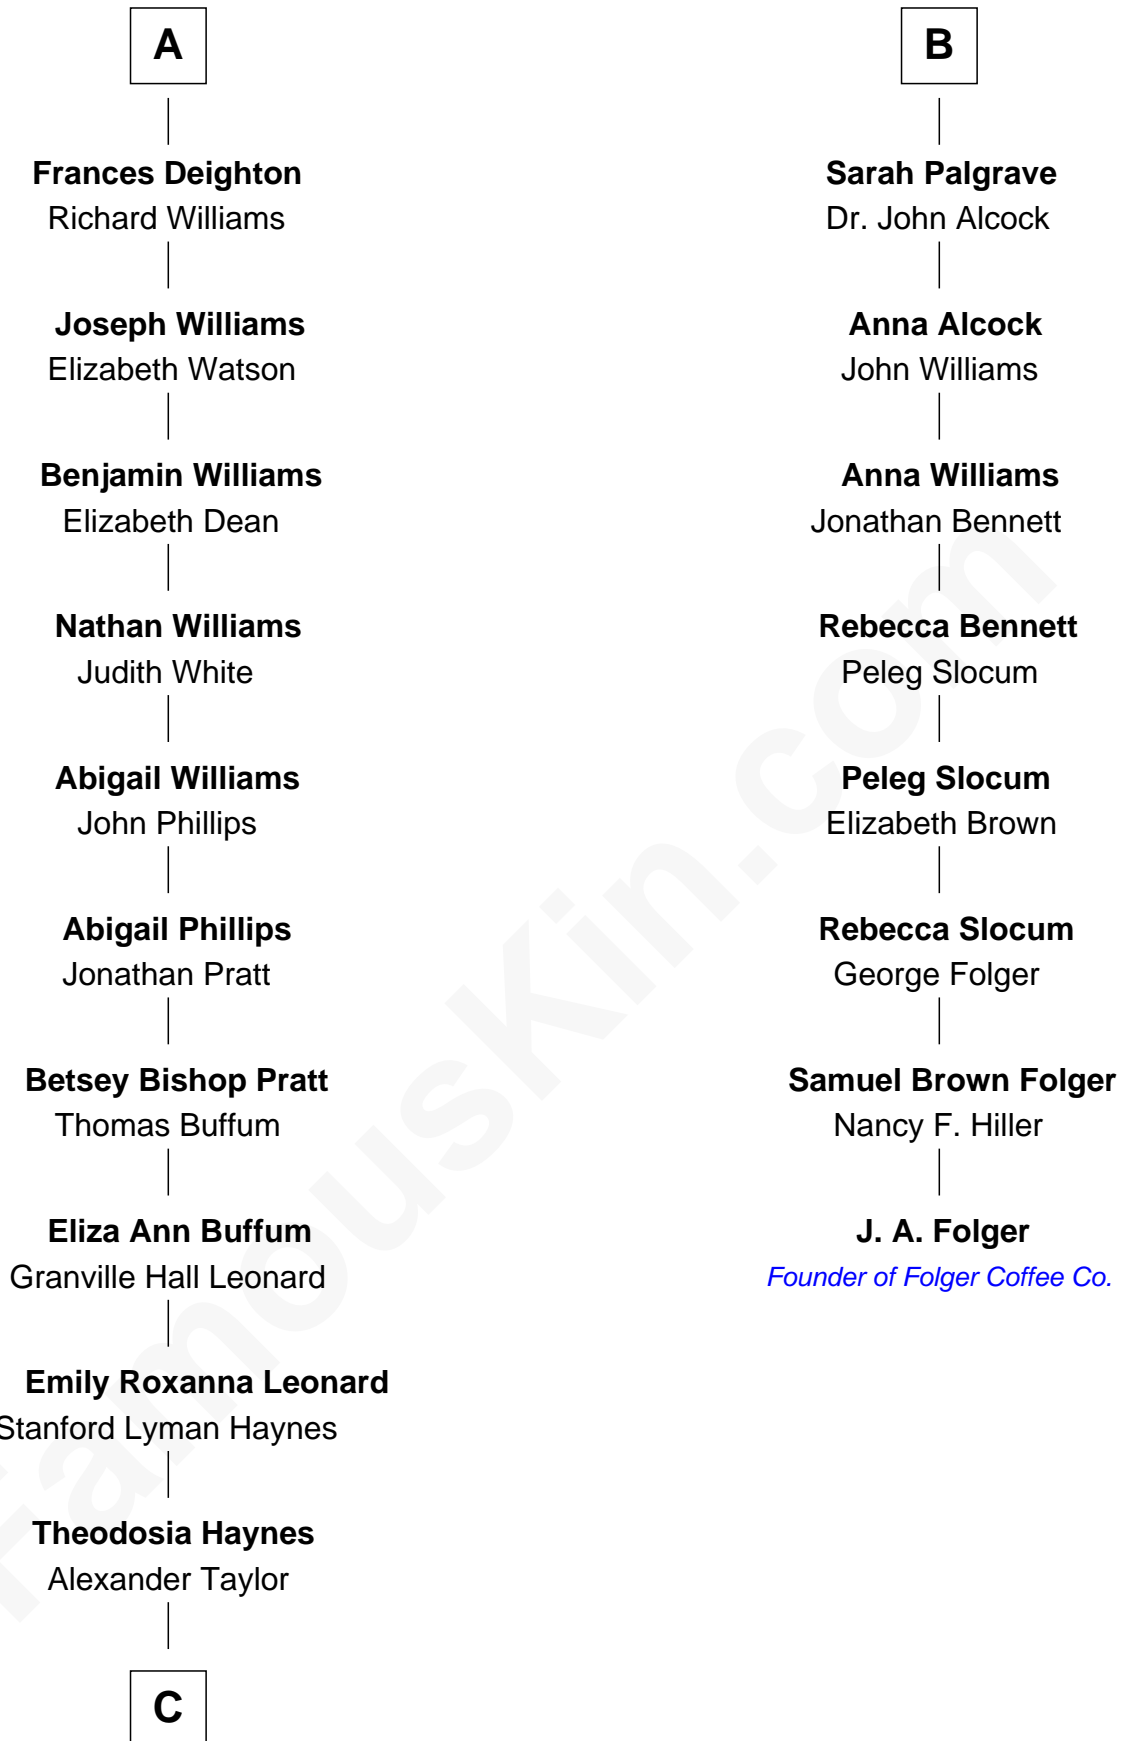 A
Frances Deighton
Richard Williams
Joseph Williams
Elizabeth Watson
Benjamin Williams
Elizabeth Dean
Nathan Williams
Judith White
Abigail Williams
John Phillips
Abigail Phillips
Jonathan Pratt
Betsey Bishop Pratt
Thomas Buffum
Eliza Ann Buffum
Granville Hall Leonard
Emily Roxanna Leonard
Stanford Lyman Haynes
Theodosia Haynes
Alexander Taylor
C
B
Sarah Palgrave
Dr. John Alcock
Anna Alcock
John Williams
Anna Williams
Jonathan Bennett
Rebecca Bennett
Peleg Slocum
Peleg Slocum
Elizabeth Brown
Rebecca Slocum
George Folger
Samuel Brown Folger
Nancy F. Hiller
J. A. Folger
Founder of Folger Coffee Co.
FamousKin.com